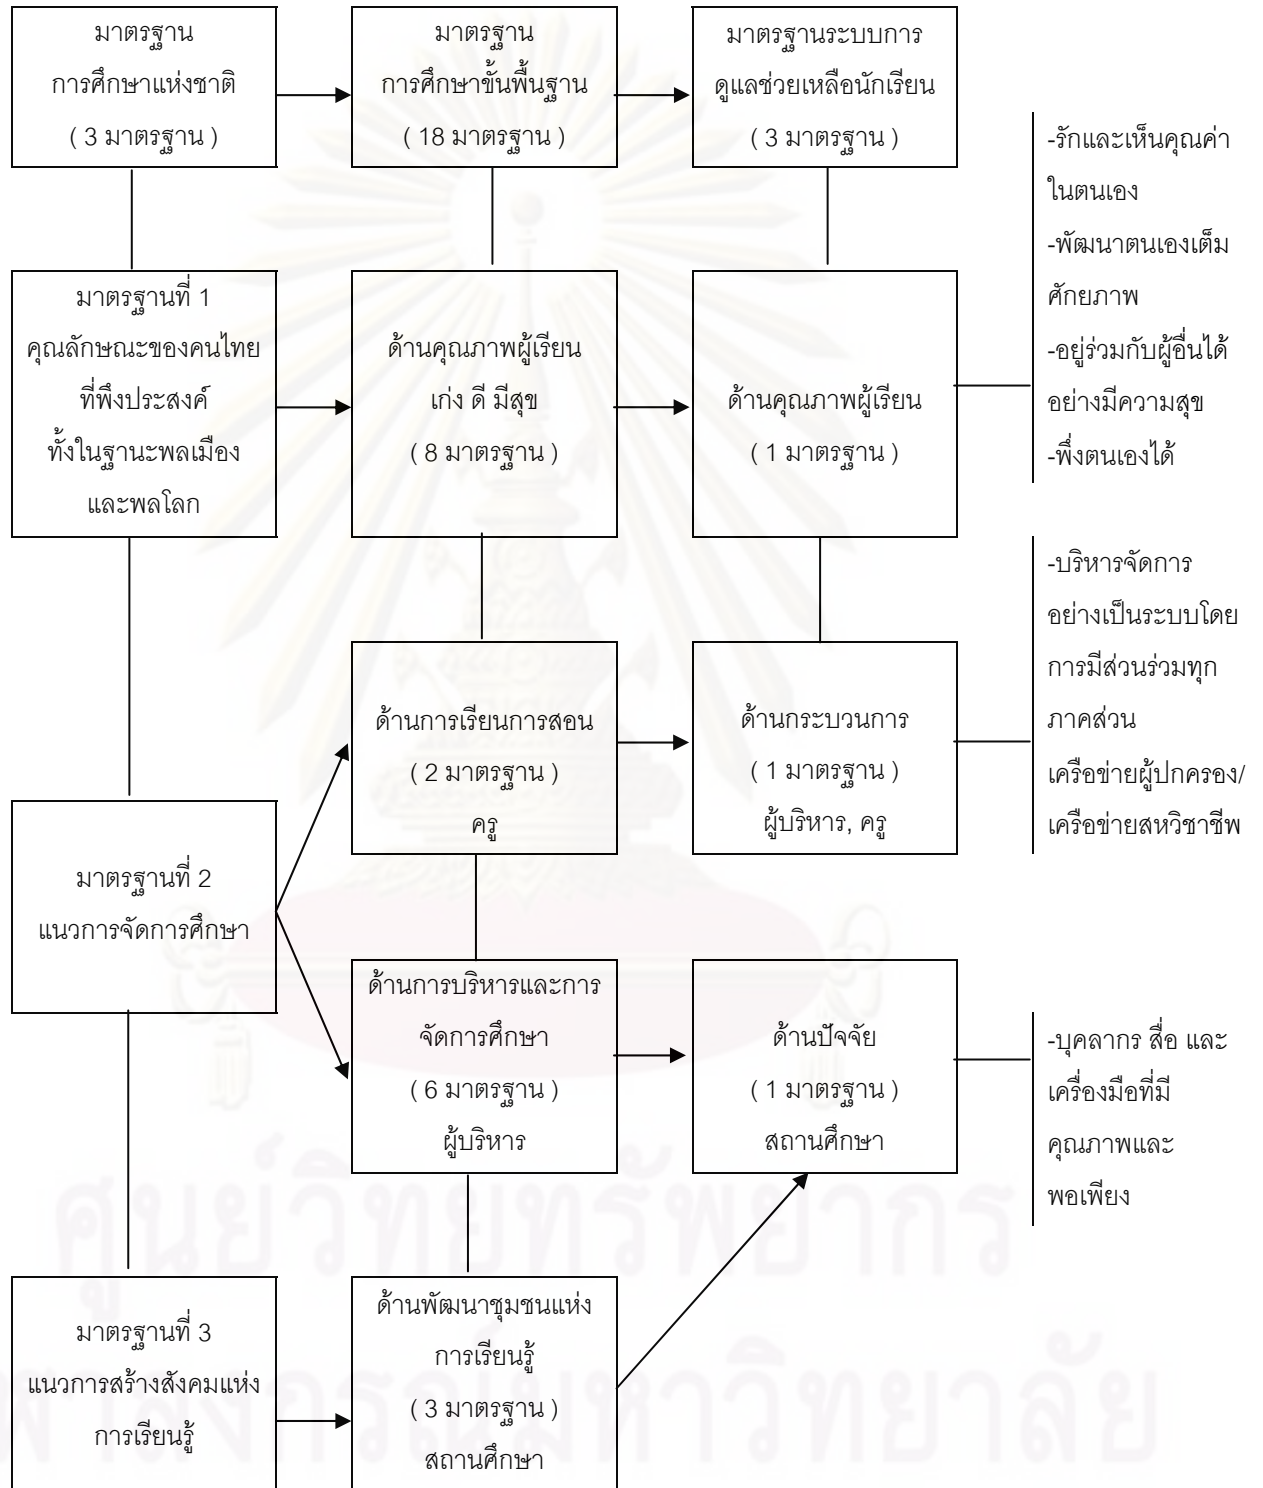 มาตรฐาน
การศึกษาแห่งชาติ
( 3 มาตรฐาน )
มาตรฐาน
การศึกษาขั้นพื้นฐาน
( 18 มาตรฐาน )
มาตรฐานระบบการ
ดูแลช่วยเหลือนักเรียน
( 3 มาตรฐาน )
มาตรฐานที่ 1
คุณลักษณะของคนไทย
ที่พึงประสงค์
ทั้งในฐานะพลเมือง
และพลโลก
ด้านคุณภาพผู้เรียน
เก่ง ดี มีสุข
( 8 มาตรฐาน )
ด้านคุณภาพผู้เรียน
( 1 มาตรฐาน )
-รักและเห็นคุณค่า
ในตนเอง
-พัฒนาตนเองเต็ม
ศักยภาพ
-อยู่ร่วมกับผู้อื่นได้
อย่างมีความสุข
-พึ่งตนเองได้
มาตรฐานที่ 2
แนวการจัดการศึกษา
ด้านการเรียนการสอน
( 2 มาตรฐาน )
ครู
ด้านกระบวนการ
( 1 มาตรฐาน )
ผู้บริหาร, ครู
-บริหารจัดการ
อย่างเป็นระบบโดย
การมีส่วนร่วมทุก
ภาคส่วน
เครือข่ายผู้ปกครอง/
เครือข่ายสหวิชาชีพ
ด้านการบริหารและการ
จัดการศึกษา
( 6 มาตรฐาน )
ผู้บริหาร
ด้านปัจจัย
( 1 มาตรฐาน )
สถานศึกษา
-บุคลากร สื่อ และ
เครื่องมือที่มี
คุณภาพและ
พอเพียง
มาตรฐานที่ 3
แนวการสร้างสังคมแห่ง
การเรียนรู้
ด้านพัฒนาชุมชนแห่ง
การเรียนรู้
( 3 มาตรฐาน )
สถานศึกษา
ศูนย์วิทยทรัพยากร
ฬาลงกรณ์มหาวิทยาลัย